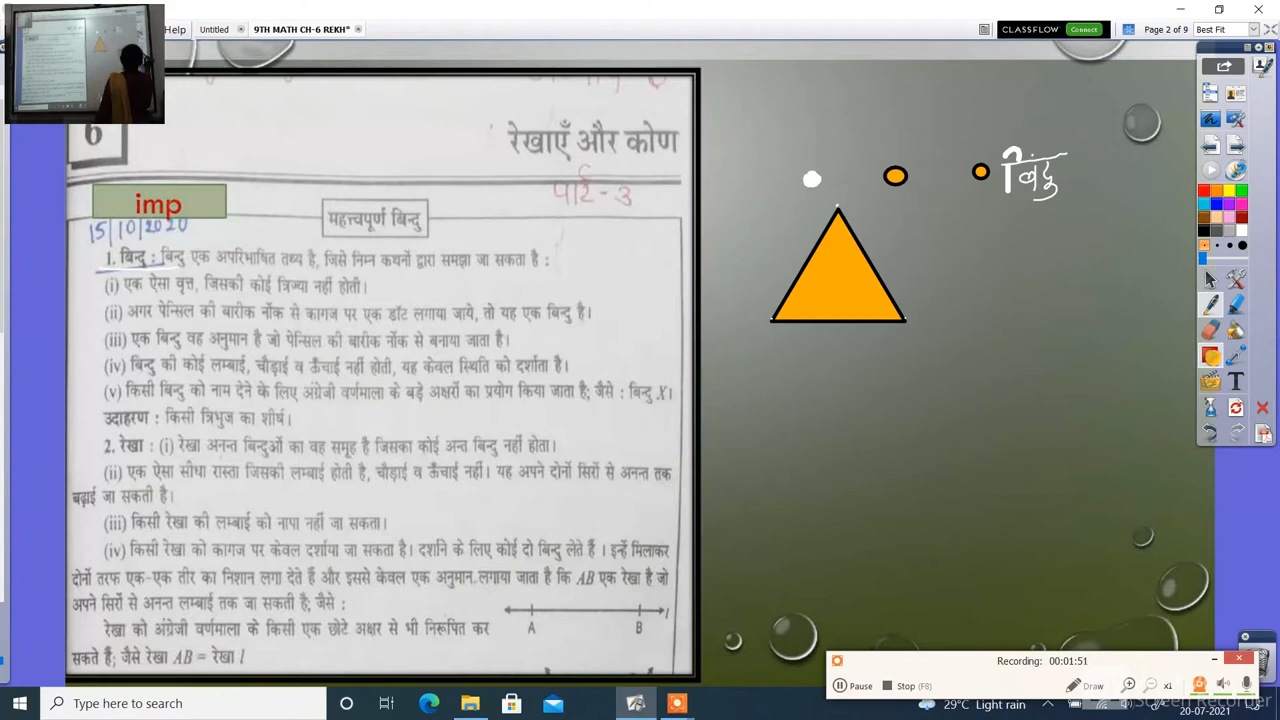 Help
Untitled
9TH MATH CH-6 REKH*
CLASSFLOW
Connect
Page 2 of 9
Best Fit
6
रेखाएँ और कोण
पार्ट - 3
imp
15/10/2020
महत्त्वपूर्ण बिन्दु
1. बिन्दु : बिन्दु एक अपरिभाषित तथ्य है, जिसे निम्न कथनों द्वारा समझा जा सकता है :
(i) एक ऐसा वृत्त, जिसकी कोई त्रिज्या नहीं होती।
(ii) अगर पेन्सिल की बारीक नोंक से कागज पर एक डॉट लगाया जाये, तो यह एक बिन्दु है।
(iii) एक बिन्दु वह अनुमान है जो पेन्सिल की बारीक नोंक से बनाया जाता है।
(iv) बिन्दु की कोई लम्बाई, चौड़ाई व ऊँचाई नहीं होती, यह केवल स्थिति को दर्शाता है।
(v) किसी बिन्दु को नाम देने के लिए अंग्रेजी वर्णमाला के बड़े अक्षरों का प्रयोग किया जाता है; जैसे : बिन्दु X।
उदाहरण : किसी त्रिभुज का शीर्ष।
2. रेखा : (i) रेखा अनन्त बिन्दुओं का वह समूह है जिसका कोई अन्त बिन्दु नहीं होता।
(ii) एक ऐसा सीधा रास्ता जिसकी लम्बाई होती है, चौड़ाई व ऊँचाई नहीं। यह अपने दोनों सिरों से अनन्त तक
बढ़ाई जा सकती है।
(iii) किसी रेखा की लम्बाई को नापा नहीं जा सकता।
(iv) किसी रेखा को कागज पर केवल दर्शाया जा सकता है। दर्शाने के लिए कोई दो बिन्दु लेते हैं । इन्हें मिलाकर
दोनों तरफ एक-एक तीर का निशान लगा देते हैं और इससे केवल एक अनुमान लगाया जाता है कि AB एक रेखा है जो
अपने सिरों से अनन्त लम्बाई तक जा सकती है; जैसे :
l
A B
रेखा को अंग्रेजी वर्णमाला के किसी एक छोटे अक्षर से भी निरूपित कर
सकते हैं; जैसे रेखा AB = रेखा l
बिंदु
Recording: 00:01:51
Pause
Stop (F8)
Draw
x1
Screen Recorder
Type here to search
29°C Light rain
20-07-2021